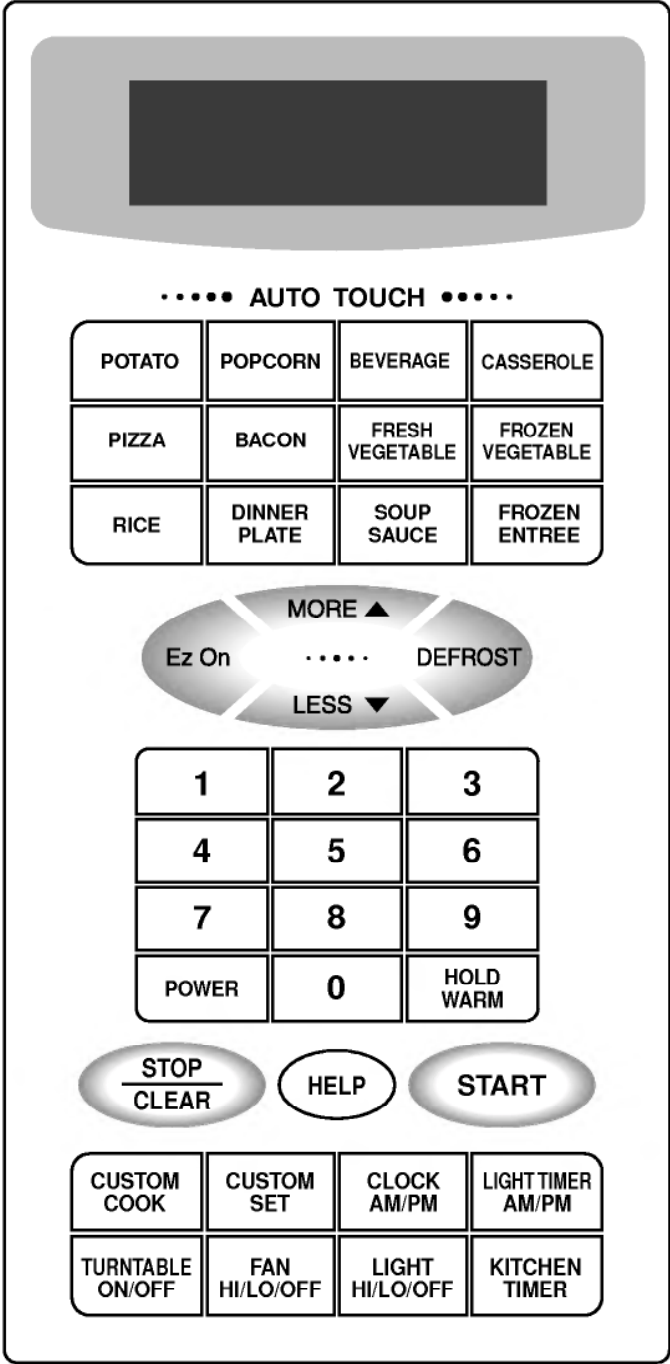 AUTO TOUCH
POTATO
POPCORN
BEVERAGE
CASSEROLE
PIZZA
BACON
FRESH
VEGETABLE
FROZEN
VEGETABLE
RICE
DINNER
PLATE
SOUP
SAUCE
FROZEN
ENTREE
MORE ▲
Ez On
DEFROST
LESS ▼
1
2
3
4
5
6
7
8
9
POWER
0
HOLD
WARM
STOP
CLEAR
HELP
START
CUSTOM
COOK
CUSTOM
SET
CLOCK
AM/PM
LIGHT TIMER
AM/PM
TURNTABLE
ON/OFF
FAN
HI/LO/OFF
LIGHT
HI/LO/OFF
KITCHEN
TIMER